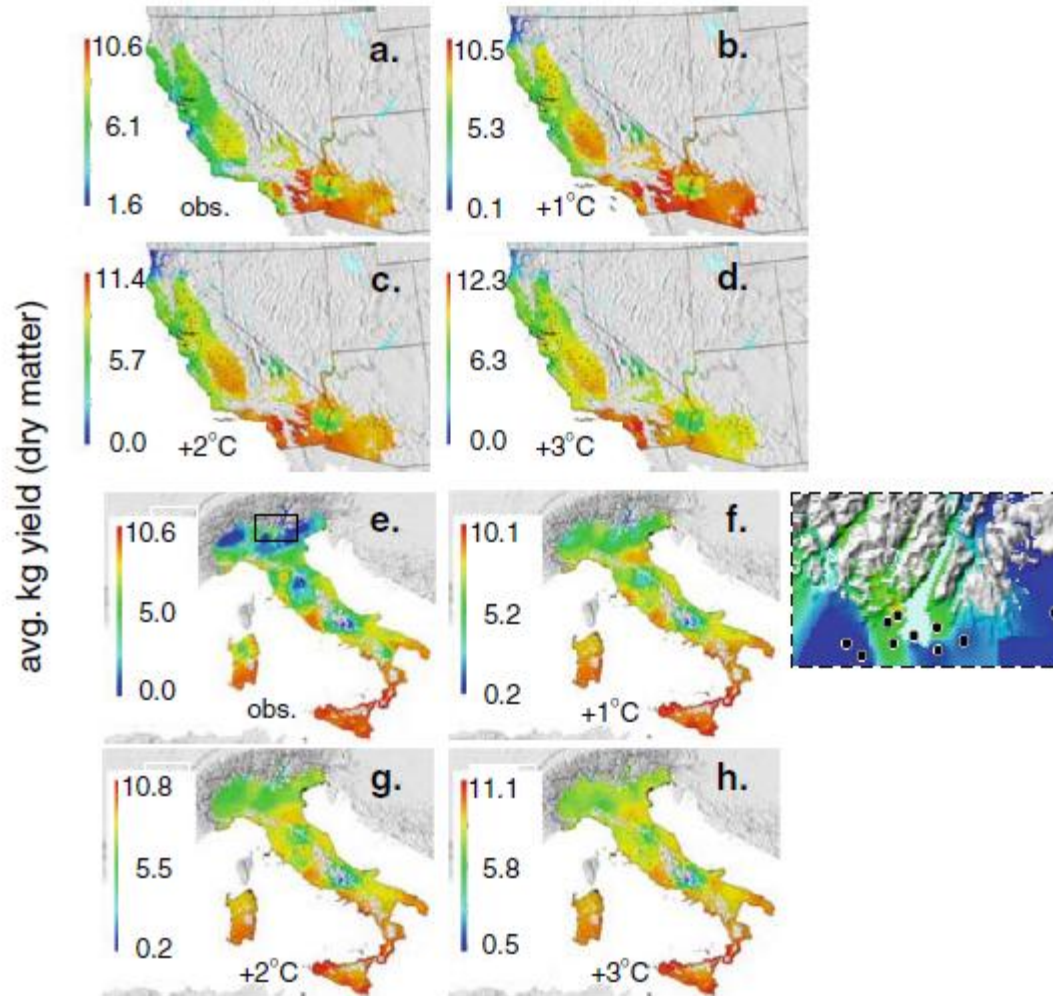 avg. kg yield (dry matter)
a.
10.6
6.1
1.6
obs.
b.
10.5
5.3
0.1
+1°C
c.
11.4
5.7
0.0
+2°C
d.
12.3
6.3
0.0
+3°C
e.
10.6
5.0
0.0
obs.
f.
10.1
5.2
0.2
+1°C
g.
10.8
5.5
0.2
+2°C
h.
11.1
5.8
0.5
+3°C